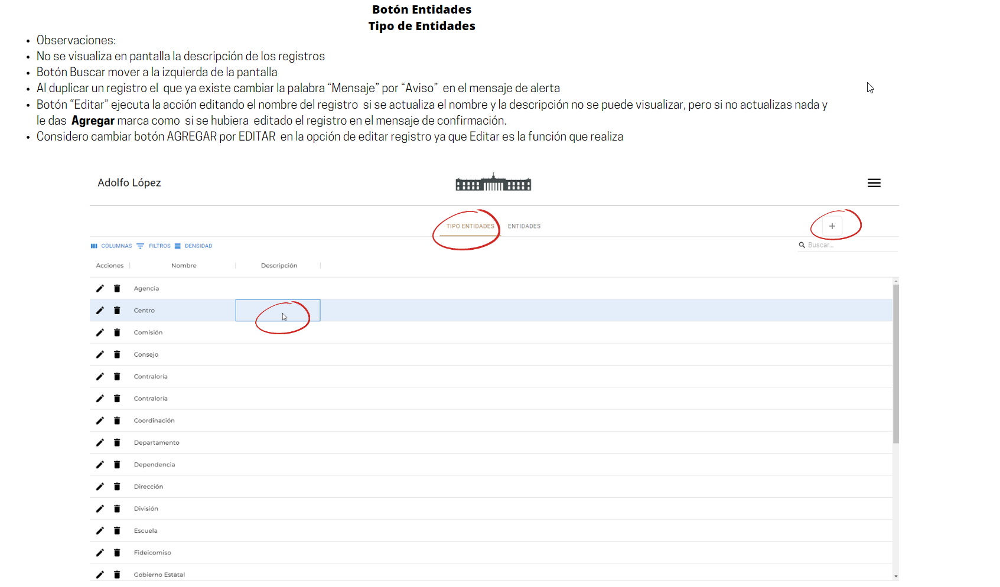 Botón Entidades
Tipo de Entidades
• Observaciones:
• No se visualiza en pantalla la descripción de los registros
• Botón Buscar mover a la izquierda de la pantalla
• Al duplicar un registro el que ya existe cambiar la palabra “Mensaje” por “Aviso” en el mensaje de alerta
• Botón “Editar” ejecuta la acción editando el nombre del registro si se actualiza el nombre y la descripción no se puede visualizar, pero si no actualizas nada y
le das Agregar marca como si se hubiera editado el registro en el mensaje de confirmación.
• Considero cambiar botón AGREGAR por EDITAR en la opción de editar registro ya que Editar es la función que realiza
Adolfo López
TIPO ENTIDADES ENTIDADES +
COLUMNAS FILTROS DENSIDAD Buscar...
Acciones Nombre Descripción
Agencia
Centro
Comisión
Consejo
Contraloría
Contraloría
Coordinación
Departamento
Dependencia
Dirección
División
Escuela
Fideicomiso
Gobierno Estatal